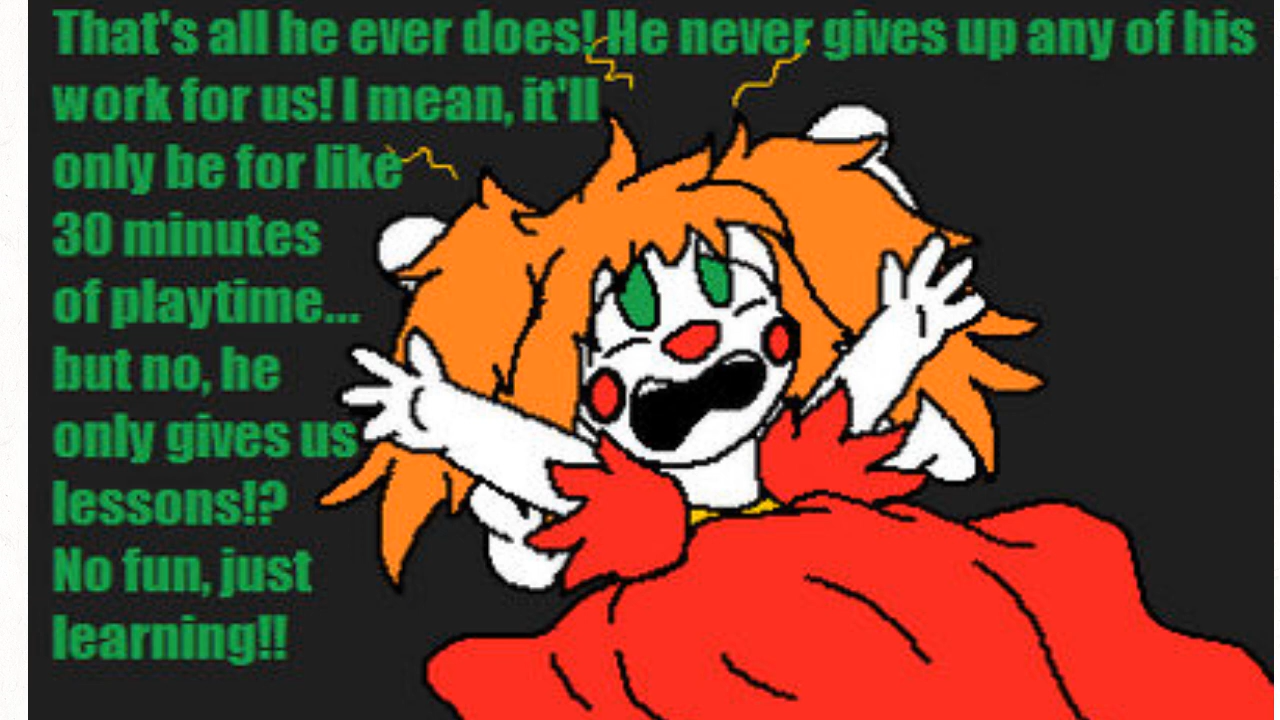 That's all he ever does! He never gives up any of his
work for us! I mean, it'll
only be for like
30 minutes
of playtime...
but no, he
only gives us
lessons!?
No fun, just
learning!!